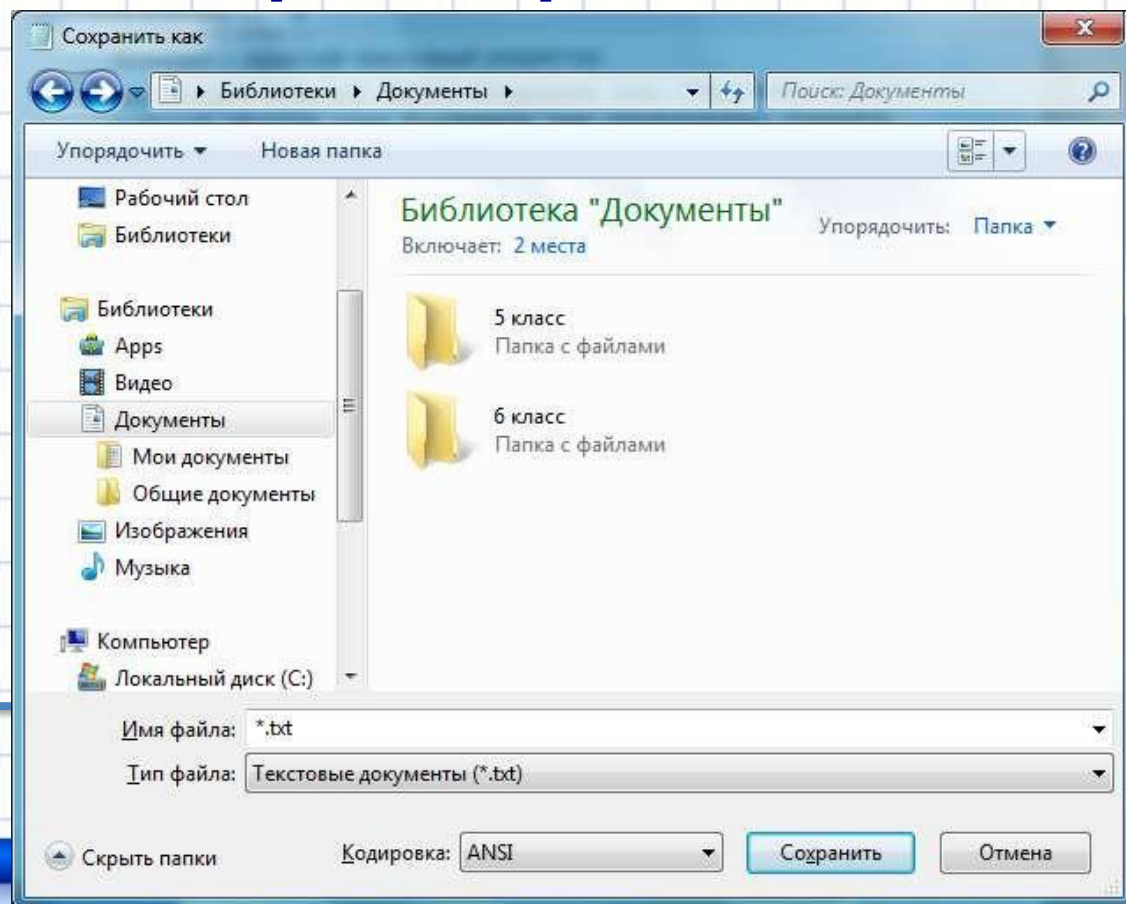 Сохранить как
Библиотеки Документы
Поиск: Документы
Упорядочить Новая папка
Рабочий стол
Библиотеки
Библиотеки
Apps
Видео
Документы
Мои документы
Общие документы
Изображения
Музыка
Компьютер
Локальный диск (C:)
Библиотека "Документы"
Включает: 2 места
Упорядочить: Папка
5 класс
Папка с файлами
6 класс
Папка с файлами
Имя файла: *.txt
Тип файла: Текстовые документы (*.txt)
Скрыть папки
Кодировка: ANSI
Сохранить
Отмена